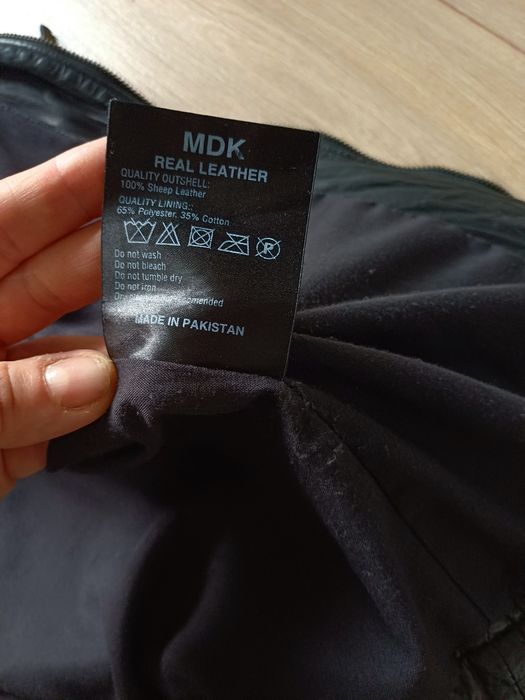 MDK
REAL LEATHER
QUALITY OUTSHELL:
100% Sheep Leather
QUALITY LINING.:
65% Polyester, 35% Cotton
P
Do not wash
Do not bleach
Do not tumble dry
Do not iron
MADE IN PAKISTAN